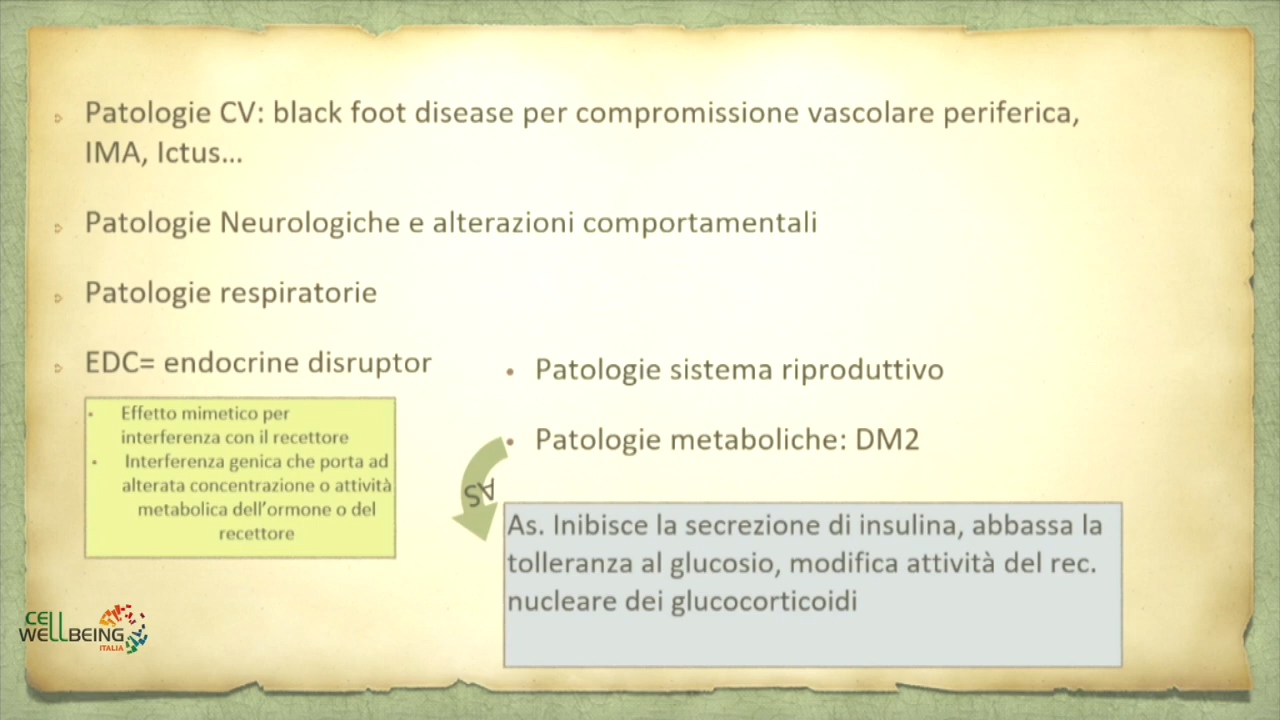 Patologie CV: black foot disease per compromissione vascolare periferica,
IMA, Ictus...
Patologie Neurologiche e alterazioni comportamentali
Patologie respiratorie
EDC= endocrine disruptor
• Effetto mimetico per
interferenza con il recettore
• Interferenza genica che porta ad
alterata concentrazione o attività
metabolica dell'ormone o del
recettore
• Patologie sistema riproduttivo
• Patologie metaboliche: DM2
AS
As. Inibisce la secrezione di insulina, abbassa la
tolleranza al glucosio, modifica attività del rec.
nucleare dei glucocorticoidi
CELL
WELLBEING
ITALIA